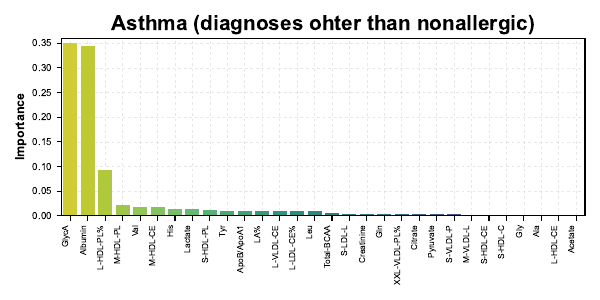 Asthma (diagnoses ohter than nonallergic)
Importance
0.35
0.30
0.25
0.20
0.15
0.10
0.05
0.00
GlycA
Albumin
L-HDL-PL%
M-HDL-PL
Val
M-HDL-CE
His
Lactate
S-HDL-PL
Tyr
ApoB/ApoA1
LA%
L-VLDL-CE
L-LDL-CE%
Leu
Total-BCAA
S-LDL-L
Creatinine
Gln
XXL-VLDL-PL%
Citrate
Pyruvate
S-VLDL-P
M-VLDL-L
S-HDL-CE
S-HDL-C
Gly
Ala
L-HDL-CE
Acetate